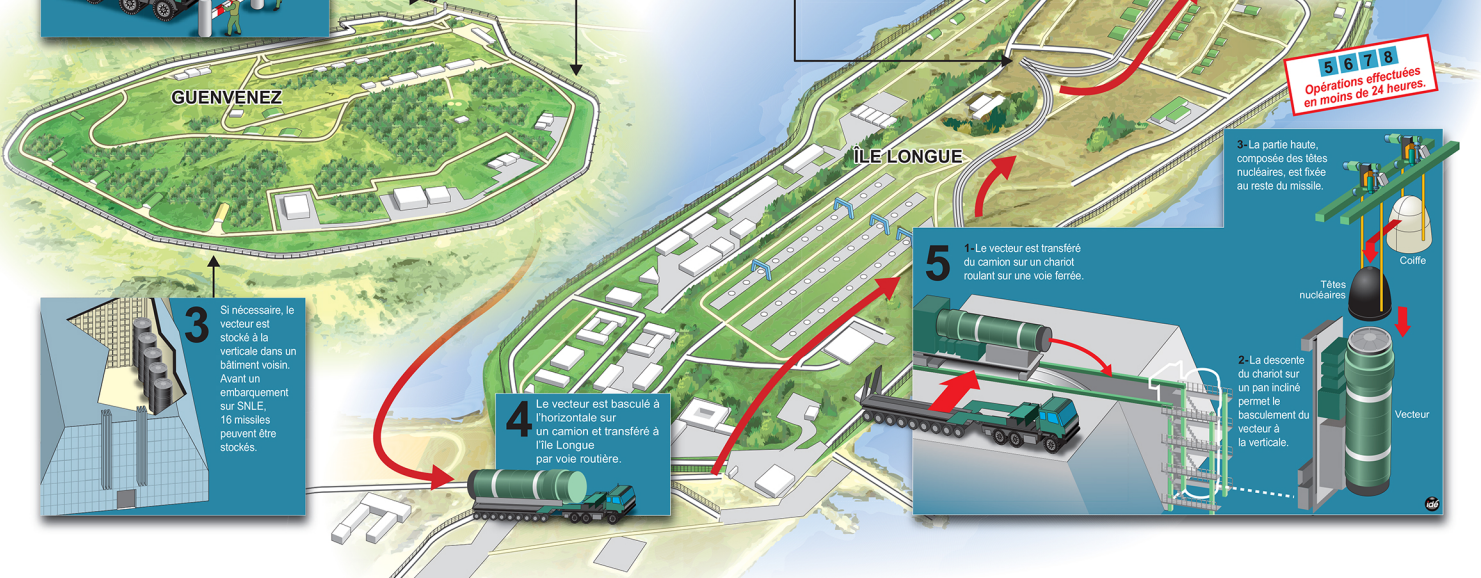 GUENVENEZ
ÎLE LONGUE
5 6 7 8
Opérations effectuées
en moins de 24 heures.
3
Si nécessaire, le
vecteur est
stocké à la
verticale dans un
bâtiment voisin.
Avant un
embarquement
sur SNLE,
16 missiles
peuvent être
stockés.
4
Le vecteur est basculé à
l'horizontale sur
un camion et transféré à
l'île Longue
par voie routière.
5
1- Le vecteur est transféré
du camion sur un chariot
roulant sur une voie ferrée.
2- La descente
du chariot sur
un pan incliné
permet le
basculement du
vecteur à
la verticale.
3- La partie haute,
composée des têtes
nucléaires, est fixée
au reste du missile.
Coiffe
Têtes
nucléaires
Vecteur
idé